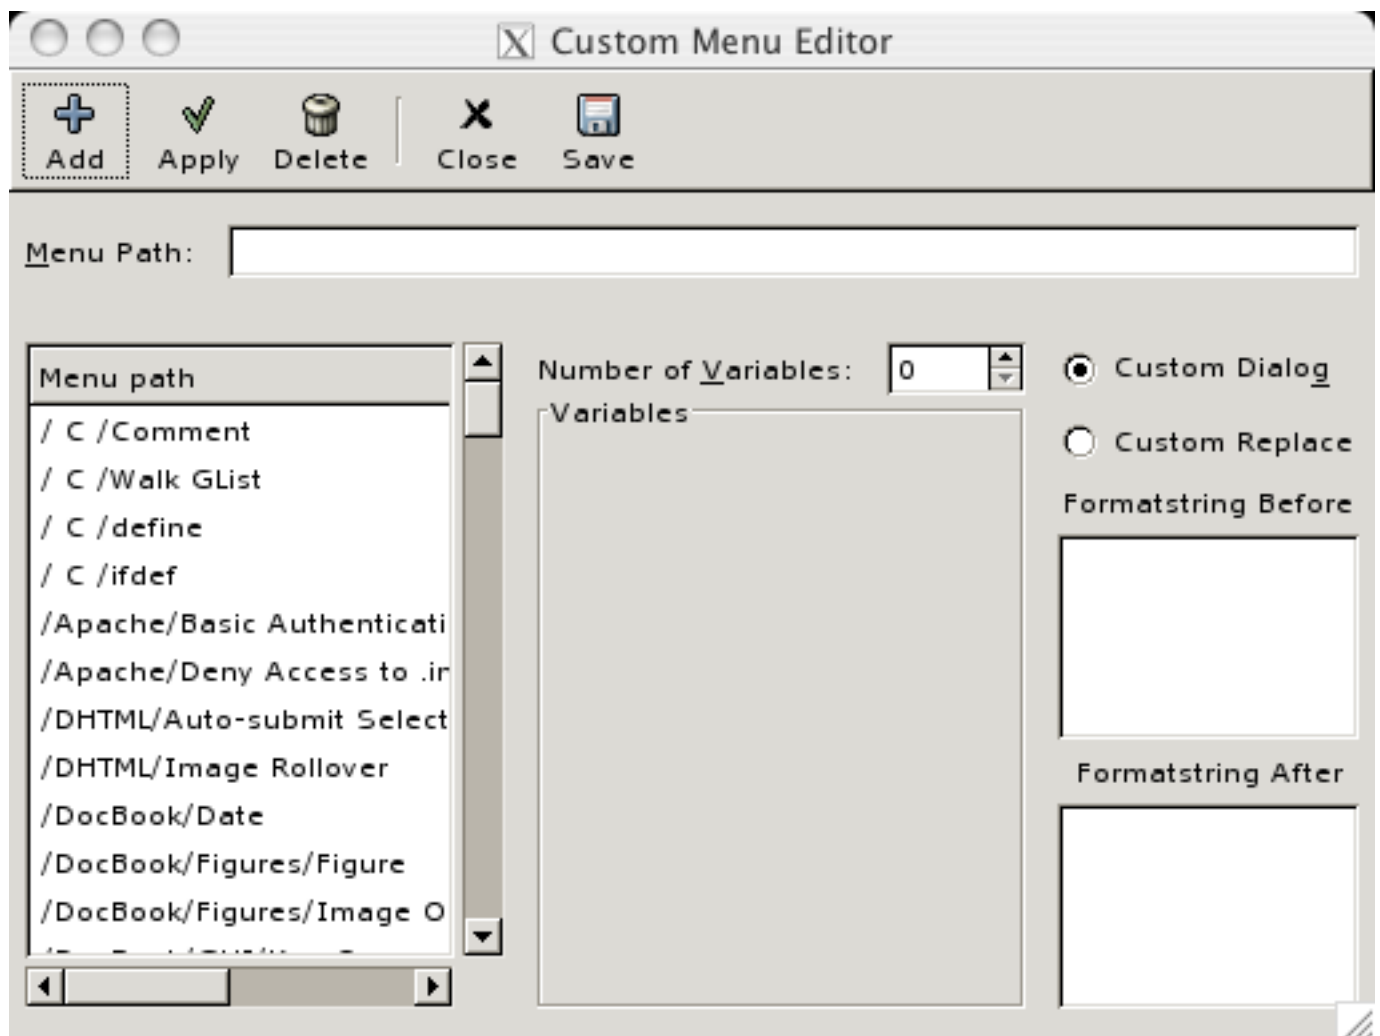 Custom Menu Editor
Add Apply Delete Close Save
Menu Path:
Menu path
/ C /Comment
/ C /Walk GList
/ C /define
/ C /ifdef
/Apache/Basic Authenticati
/Apache/Deny Access to .in
/DHTML/Auto-submit Select
/DHTML/Image Rollover
/DocBook/Date
/DocBook/Figures/Figure
/DocBook/Figures/Image O
Number of Variables: 0
Variables
Custom Dialog
Custom Replace
Formatstring Before
Formatstring After